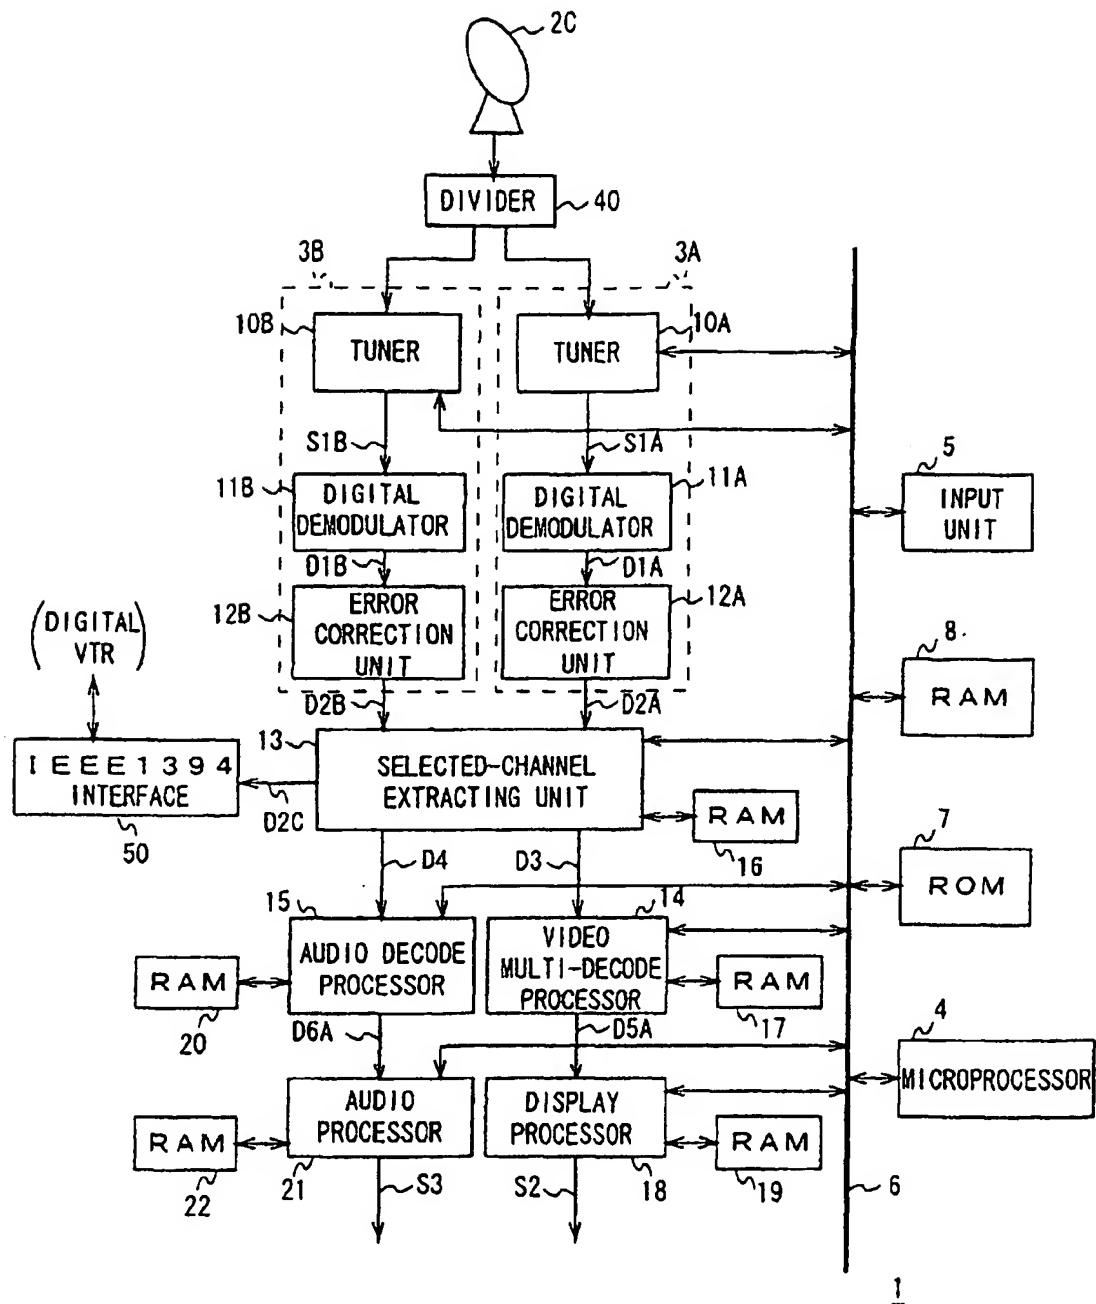 2C
DIVIDER
40
3B
3A
10B
TUNER
TUNER
10A
S1B
S1A
11B
DIGITAL
DEMODULATOR
DIGITAL
DEMODULATOR
11A
5
INPUT
UNIT
D1B
D1A
12B
ERROR
CORRECTION
UNIT
ERROR
CORRECTION
UNIT
12A
(DIGITAL
VTR)
8
RAM
D2B
D2A
13
SELECTED-CHANNEL
EXTRACTING UNIT
IEEE1394
INTERFACE
50
D2C
RAM
16
D4
D3
7
ROM
15
AUDIO DECODE
PROCESSOR
14
VIDEO
MULTI-DECODE
PROCESSOR
RAM
20
RAM
17
D6A
D5A
4
MICROPROCESSOR
AUDIO
PROCESSOR
21
DISPLAY
PROCESSOR
18
RAM
22
RAM
19
S3
S2
6
1